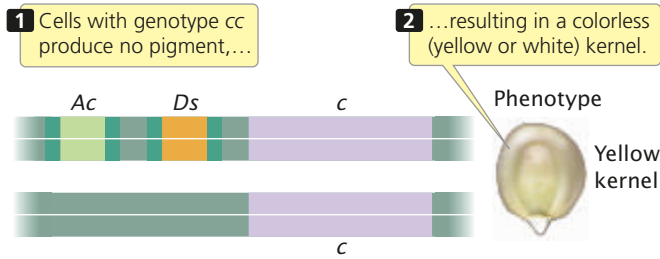 1 Cells with genotype cc
produce no pigment,…
2 …resulting in a colorless
(yellow or white) kernel.
Ac Ds c
Phenotype
Yellow
kernel
c